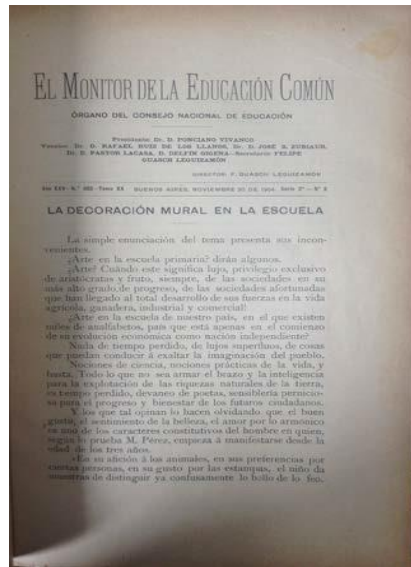 EL MONITOR DE LA EDUCACIÓN COMÚN
ÓRGANO DEL CONSEJO NACIONAL DE EDUCACIÓN
Presidente: Dr. D. PONCIANO VIVANCO
Vocales: Dr. D. RAFAEL RUIZ DE LOS LLANOS, Dr. D. JOSÉ B. ZUBIAUR,
Dr. D. PASTOR LACASA, D. DELFÍN GIGENA—Secretario: FELIPE
GUASCH LEGUIZAMÓN
DIRECTOR: F. GUASCH LEGUIZAMÓN
Año XXIV - N.º - Tomo XX BUENOS AIRES, NOVIEMBRE 30 DE 1904 Serie 2ª - N.º
LA DECORACIÓN MURAL EN LA ESCUELA
La simple enunciación del tema presenta sus incon-
venientes.
¿Arte en la escuela primaria? dirán algunos.
¿Arte? Cuando este significa lujo, privilegio exclusivo
de aristócratas y fruto, siempre, de las sociedades en su
más alto grado de progreso, de las sociedades afortunadas
que han llegado al total desarrollo de sus fuerzas en la vida
agrícola, ganadera, industrial y comercial!
¿Arte en la escuela de nuestro país, en el que existen
miles de analfabetos, país que está apenas en el comienzo
de su evolución económica como nación independiente?
Nada de tiempo perdido, de lujos superfluos, de cosas
que puedan conducir á exaltar la imaginación del pueblo.
Nociones de ciencia, nociones prácticas de la vida, y
basta. Todo lo que no sea armar el brazo y la inteligencia
para la explotación de las riquezas naturales de la tierra,
es tiempo perdido, devaneo de poetas, sensiblería pernicio-
sa para el progreso y bienestar de los futuros ciudadanos.
Y los que tal opinan lo hacen olvidando que el buen
gusto, el sentimiento de la belleza, el amor por lo armónico
es uno de los caracteres constitutivos del hombre en quien,
según lo prueba M. Pérez, empieza á manifestarse desde la
edad de los tres años.
«En su afición á los animales, en sus preferencias por
ciertas personas, en su gusto por las estampas, el niño da
muestras de distinguir ya confusamente lo bello de lo feo.